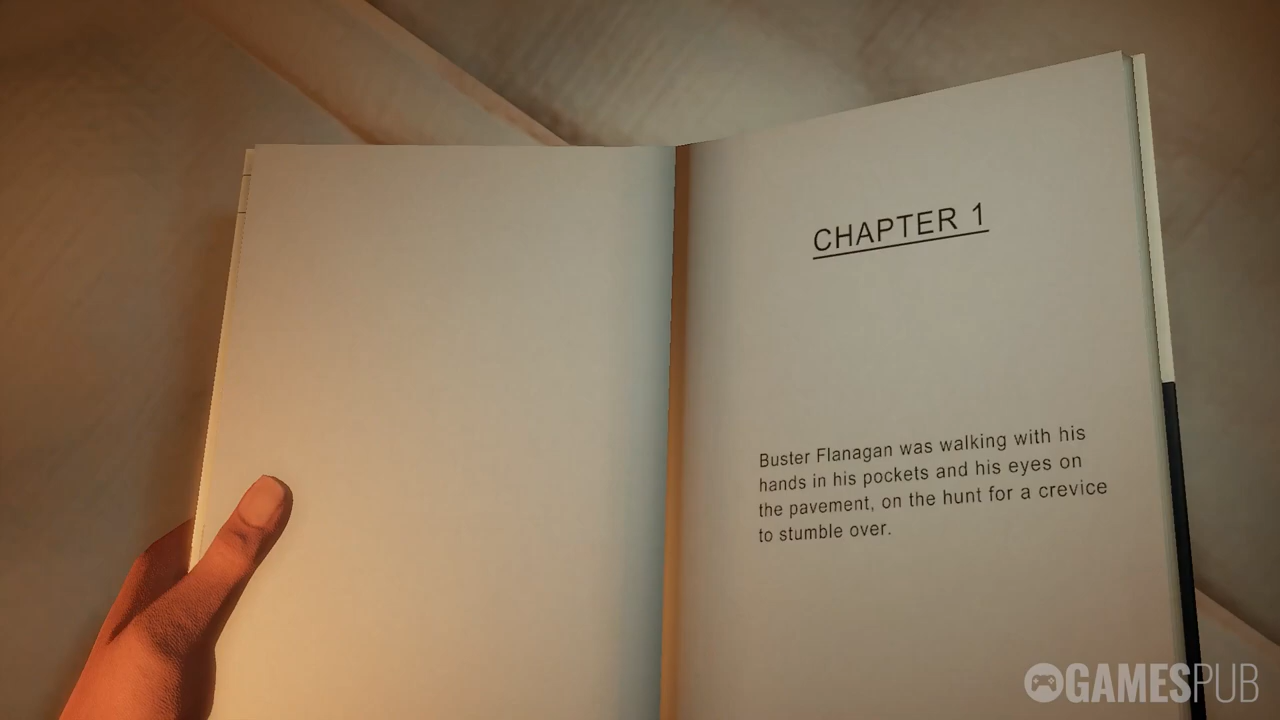 CHAPTER 1
Buster Flanagan was walking with his
hands in his pockets and his eyes on
the pavement, on the hunt for a crevice
to stumble over.
GAMESPUB